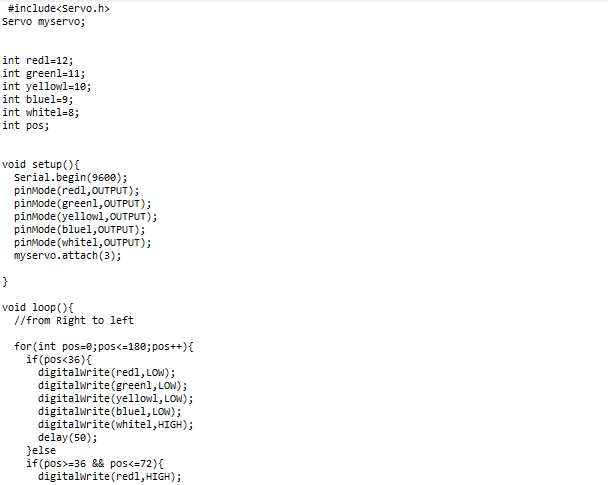 #include<Servo.h>
Servo myservo;
int redl=12;
int greenl=11;
int yellowl=10;
int bluel=9;
int whitel=8;
int pos;
void setup(){
Serial.begin(9600);
pinMode(redl,OUTPUT);
pinMode(greenl,OUTPUT);
pinMode(yellowl,OUTPUT);
pinMode(bluel,OUTPUT);
pinMode(whitel,OUTPUT);
myservo.attach(3);
}
void loop(){
//from Right to left
for(int pos=0;pos<=180;pos++){
if(pos<36){
digitalWrite(redl,LOW);
digitalWrite(greenl,LOW);
digitalWrite(yellowl,LOW);
digitalWrite(bluel,LOW);
digitalWrite(whitel,HIGH);
delay(50);
}else
if(pos>=36 && pos<=72){
digitalWrite(redl,HIGH);